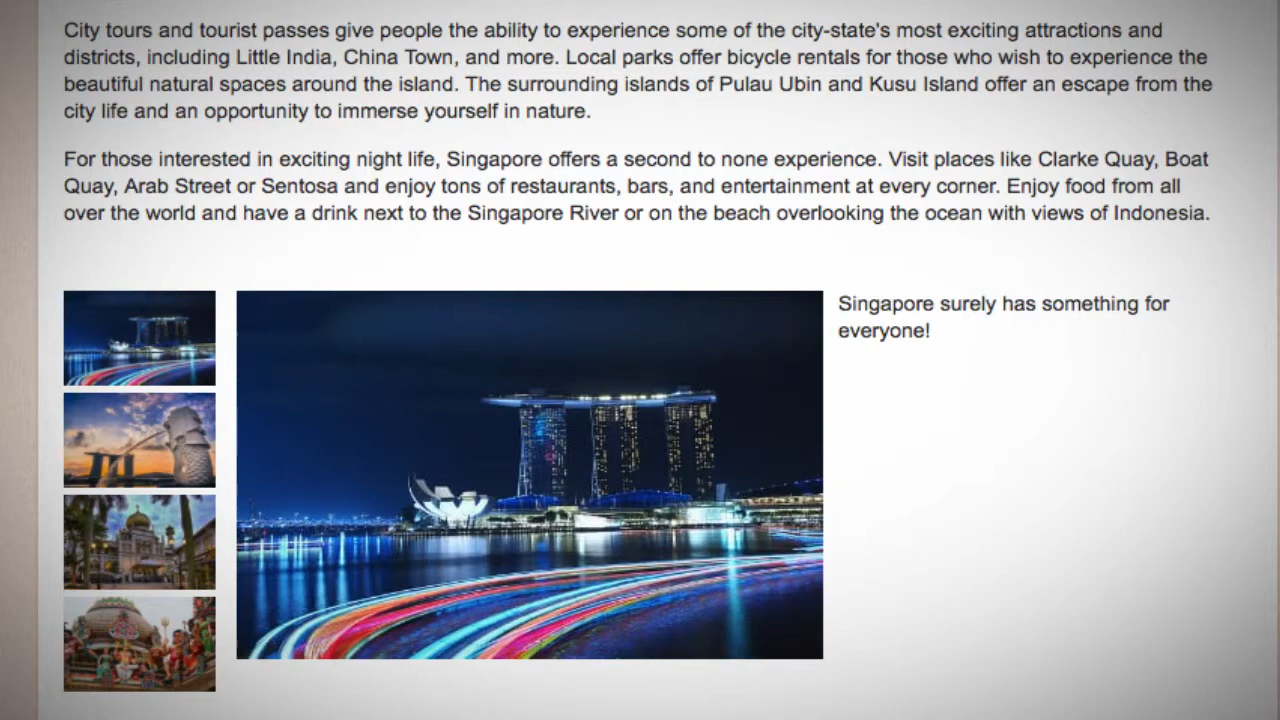 City tours and tourist passes give people the ability to experience some of the city-state's most exciting attractions and
districts, including Little India, China Town, and more. Local parks offer bicycle rentals for those who wish to experience the
beautiful natural spaces around the island. The surrounding islands of Pulau Ubin and Kusu Island offer an escape from the
city life and an opportunity to immerse yourself in nature.
For those interested in exciting night life, Singapore offers a second to none experience. Visit places like Clarke Quay, Boat
Quay, Arab Street or Sentosa and enjoy tons of restaurants, bars, and entertainment at every corner. Enjoy food from all
over the world and have a drink next to the Singapore River or on the beach overlooking the ocean with views of Indonesia.
Singapore surely has something for
everyone!